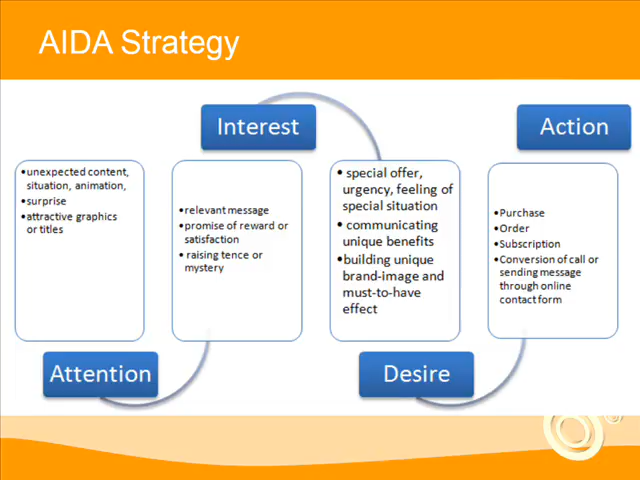 AIDA Strategy
Attention
•unexpected content,
situation, animation,
•surprise
•attractive graphics
or titles
Interest
•relevant message
•promise of reward or
satisfaction
• raising tence or
mystery
Desire
• special offer,
urgency, feeling of
special situation
• communicating
unique benefits
•building unique
brand-image and
must-to-have
effect
Action
•Purchase
•Order
•Subscription
•Conversion of call or
sending message
through online
contact form